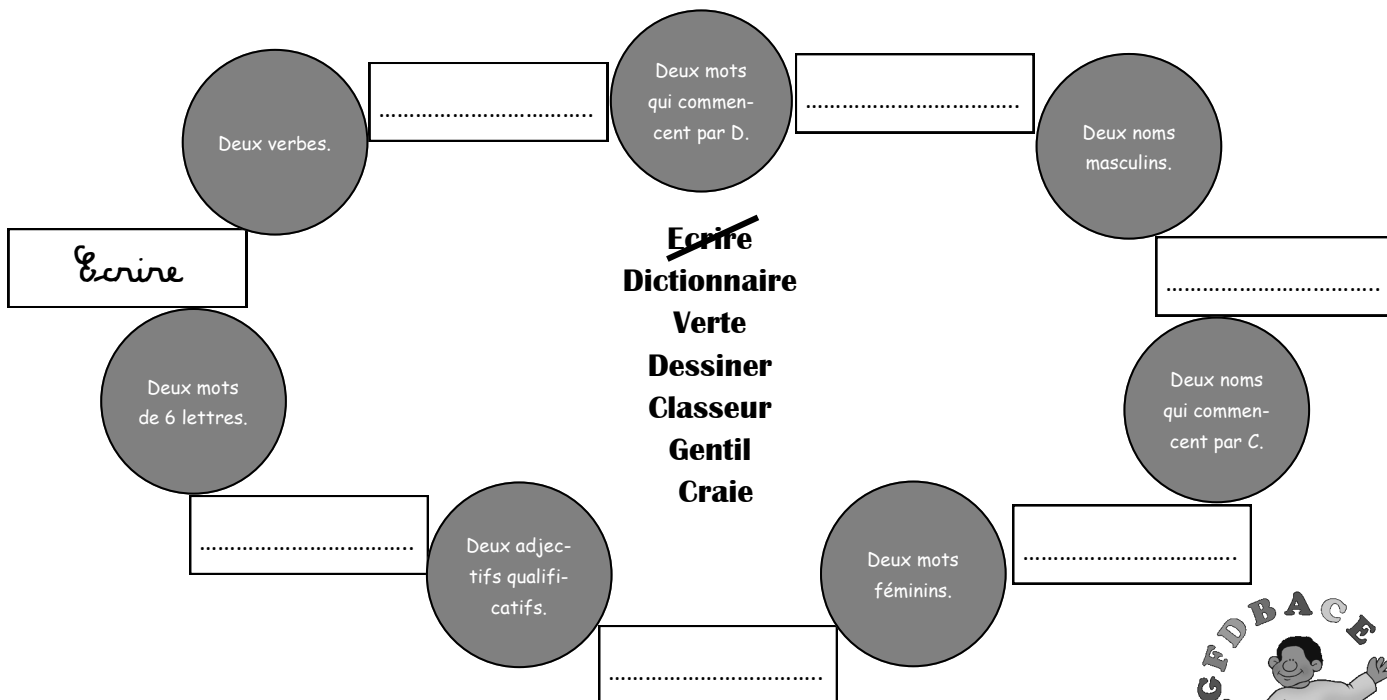 Deux mots
qui commen-
cent par D.
Deux verbes.
……………………………..
……………………………..
Deux noms
masculins.
Ecrire
Ecrire
Dictionnaire
Verte
Dessiner
Classeur
Gentil
Craie
……………………………..
Deux mots
de 6 lettres.
Deux noms
qui commen-
cent par C.
……………………………..
Deux adjec-
tifs qualifi-
catifs.
Deux mots
féminins.
……………………………..
……………………………..
GFDBACE